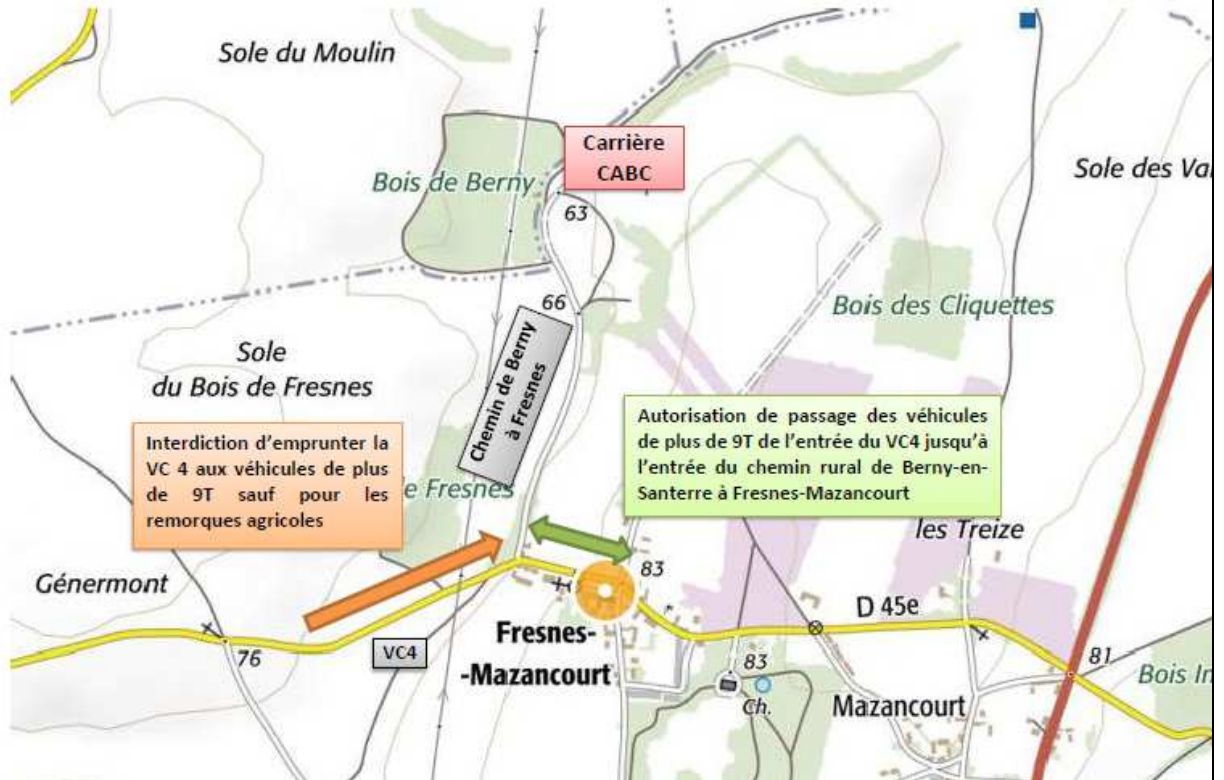 Sole du Moulin
Carrière
CABC
Bois de Berny
Sole des Va
63
66
Bois des Cliquettes
Sole
du Bois de Fresnes
Chemin de Berny
à Fresnes
Interdiction d’emprunter la
VC 4 aux véhicules de plus
de 9T sauf pour les
remorques agricoles
Autorisation de passage des véhicules
de plus de 9T de l’entrée du VC4 jusqu’à
l’entrée du chemin rural de Berny-en-
Santerre à Fresnes-Mazancourt
e Fresnes
les Treize
Génermont
83
D 45e
Fresnes-
-Mazancourt
VC4
76
83
Ch.
Mazancourt
81
Bois In